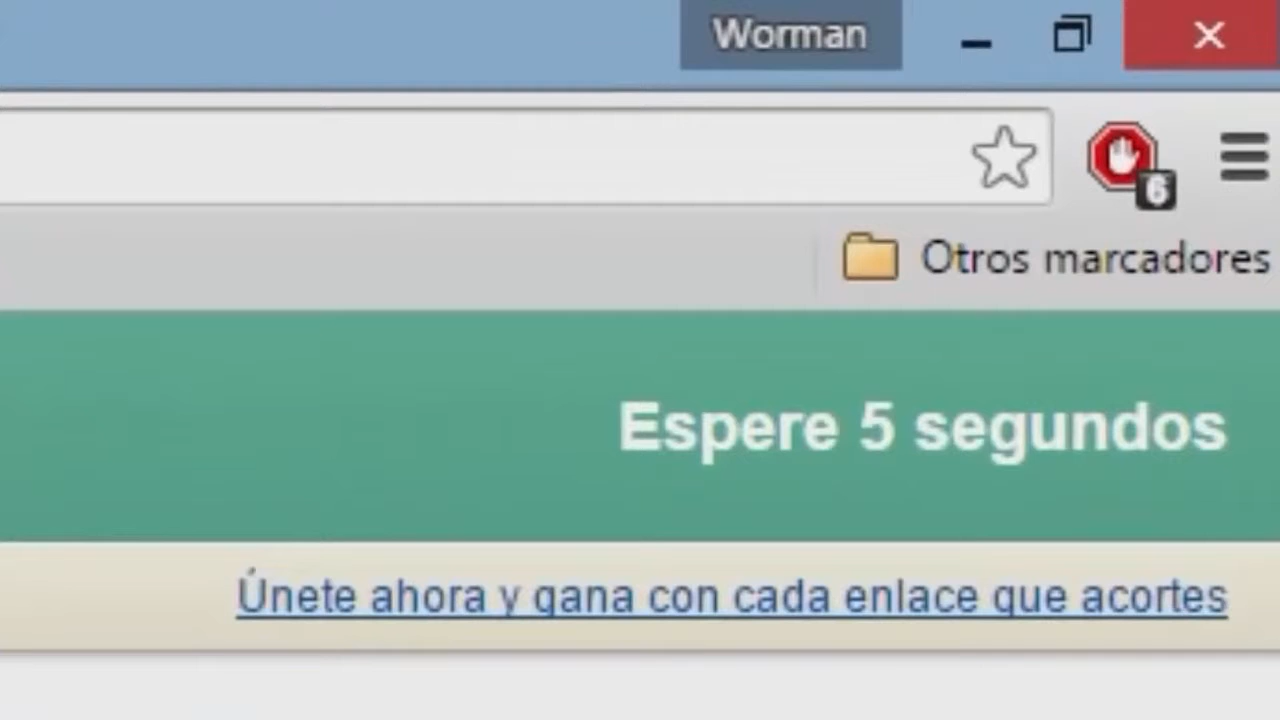 Worman
6
Otros marcadores
Espere 5 segundos
Únete ahora y gana con cada enlace que acortes